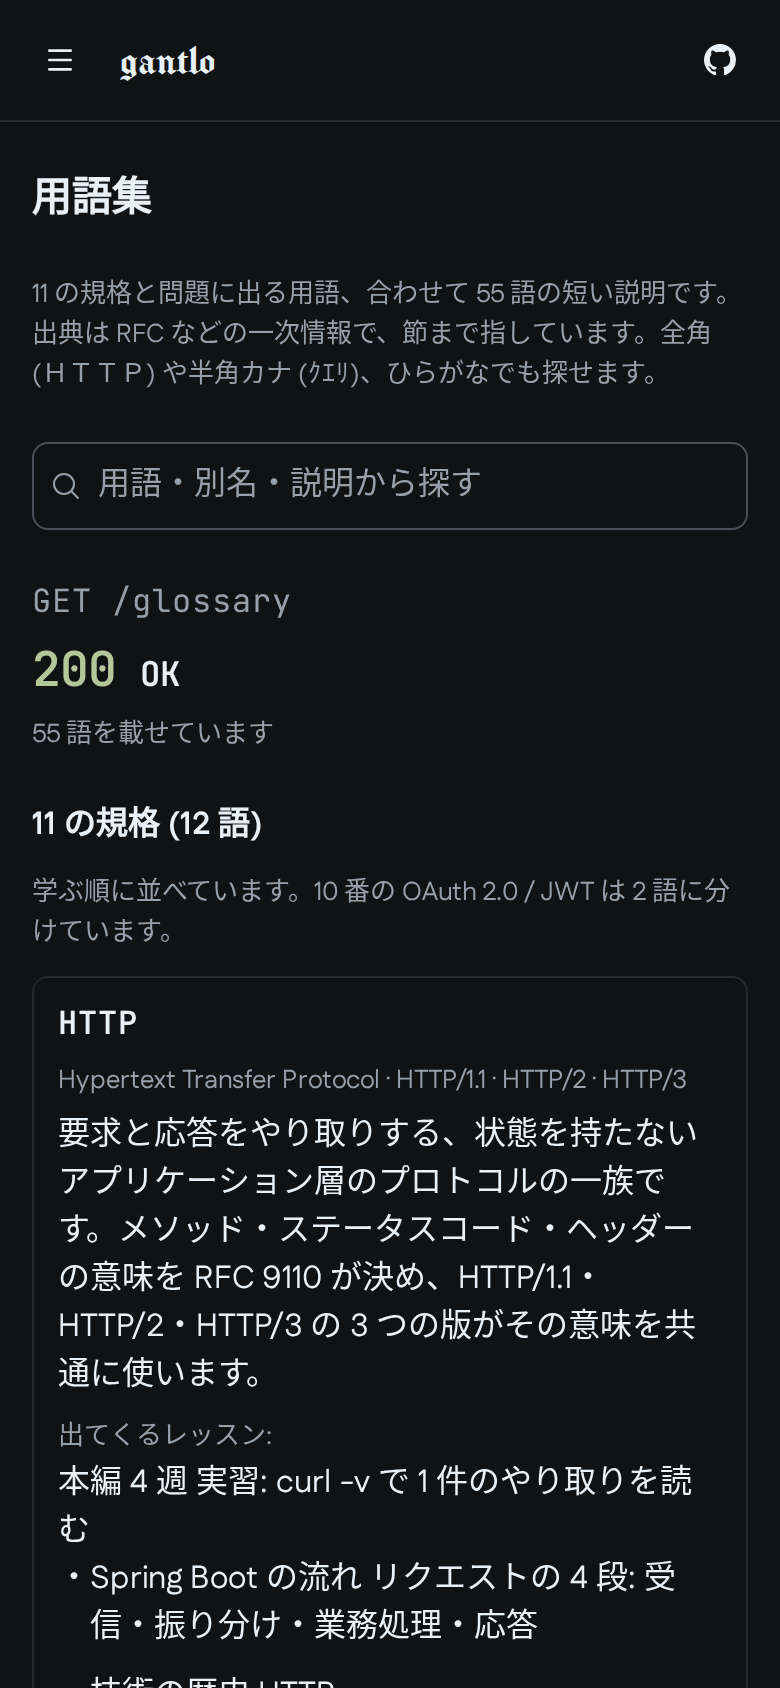 gantlo
用語集
11 の規格と問題に出る用語、合わせて 55 語の短い説明です。
出典は RFC などの一次情報で、節まで指しています。全角
(ＨＴＴＰ) や半角カナ (ｸｴﾘ)、ひらがなでも探せます。
用語・別名・説明から探す
GET /glossary
200 OK
55 語を載せています
11 の規格 (12 語)
学ぶ順に並べています。10 番の OAuth 2.0 / JWT は 2 語に分
けています。
HTTP
Hypertext Transfer Protocol · HTTP/1.1 · HTTP/2 · HTTP/3
要求と応答をやり取りする、状態を持たない
アプリケーション層のプロトコルの一族で
す。メソッド・ステータスコード・ヘッダー
の意味を RFC 9110 が決め、HTTP/1.1・
HTTP/2・HTTP/3 の 3 つの版がその意味を共
通に使います。
出てくるレッスン:
本編 4 週 実習: curl -v で 1 件のやり取りを読
む
・Spring Boot の流れ リクエストの 4 段: 受
信・振り分け・業務処理・応答
技術の歴史 HTTP